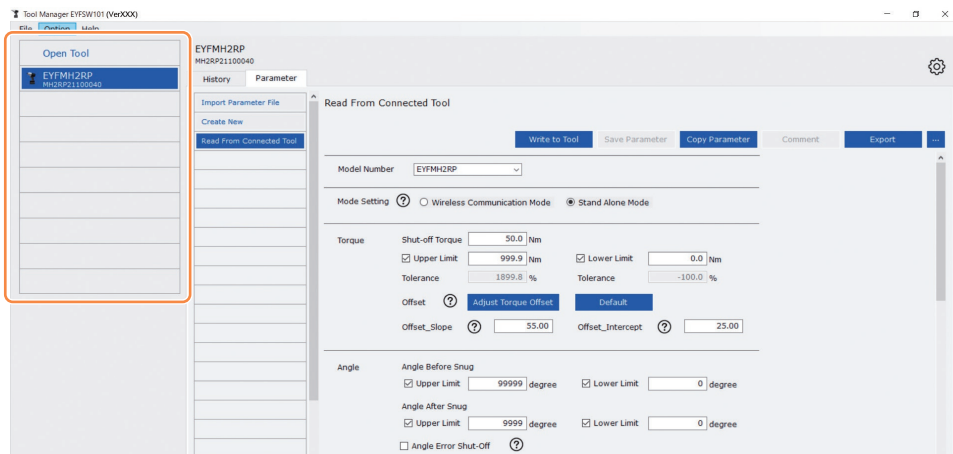 Tool Manager EYFSW101 (VerXXX)
File Option Help
Open Tool
EYFMH2RP
MH2RP21100040
EYFMH2RP
MH2RP21100040
History Parameter
Import Parameter File
Create New
Read From Connected Tool
Read From Connected Tool
Write to Tool Save Parameter Copy Parameter Comment Export ...
Model Number EYFMH2RP
Mode Setting ? Wireless Communication Mode Stand Alone Mode
Torque Shut-off Torque 50.0 Nm
Upper Limit 999.9 Nm Lower Limit 0.0 Nm
Tolerance 1899.8 % Tolerance -100.0 %
Offset ? Adjust Torque Offset Default
Offset_Slope ? 55.00 Offset_Intercept ? 25.00
Angle Angle Before Snug
Upper Limit 99999 degree Lower Limit 0 degree
Angle After Snug
Upper Limit 9999 degree Lower Limit 0 degree
Angle Error Shut-Off ?